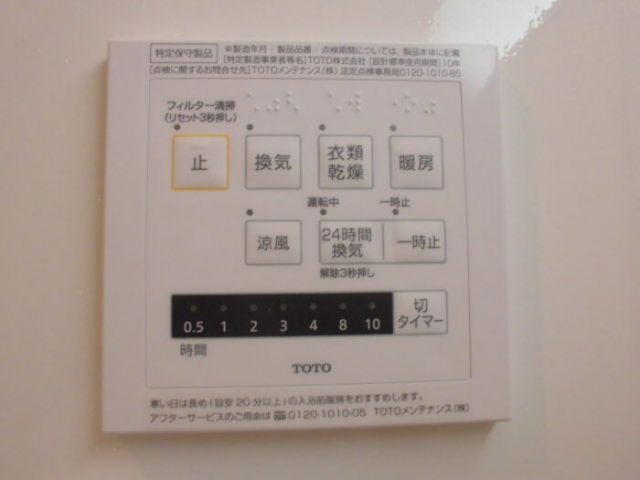 特定保守製品
※製造年月・製品品番・点検期間については、製品本体に記載
[特定製造事業者等名]TOTO株式会社 [設計標準使用期間]10年
[点検に関するお問合せ先]TOTOメンテナンス(株) 法定点検事務局0120-1010-85
フィルター清掃
(リセット3秒押し)
止
換気
衣類
乾燥
暖房
運転中
一時止
涼風
24時間
換気
一時止
解除3秒押し
0.5 1 2 3 4 8 10
切
タイマー
時間
TOTO
寒い日は長め(目安20分以上)の入浴前暖房をおすすめします。
アフターサービスのご用命は 0120-1010-05 TOTOメンテナンス(株)